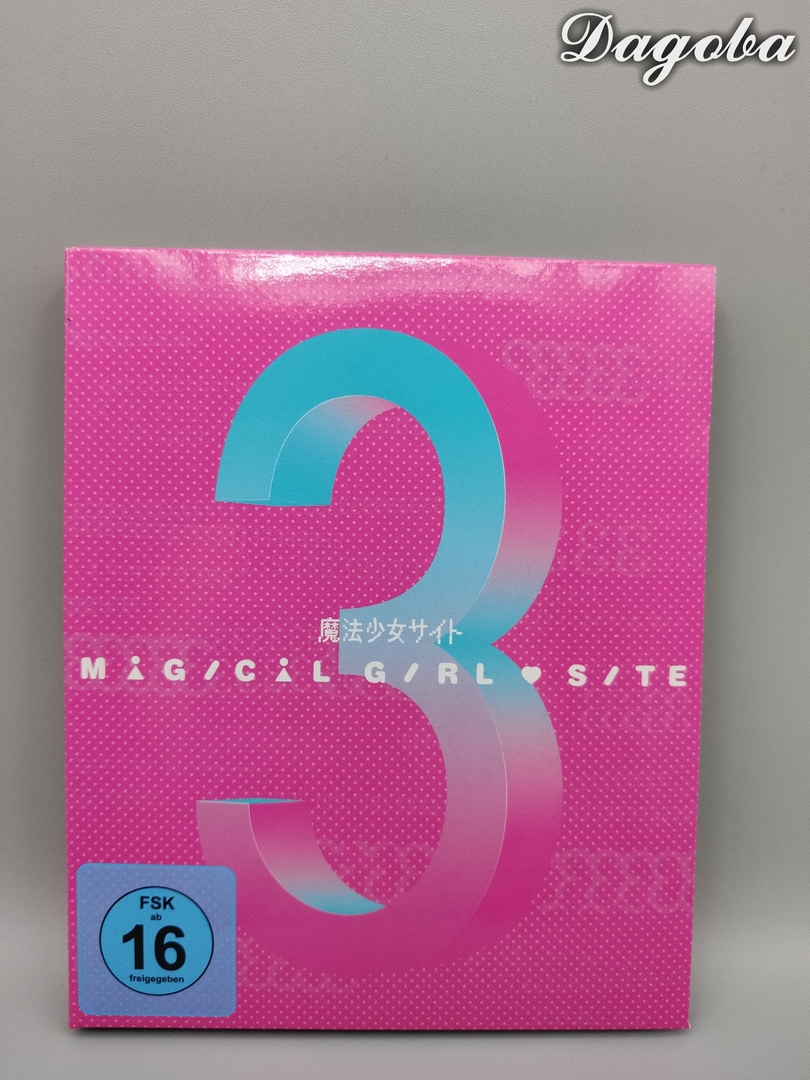 Dagoba
3
魔法少女サイト
MAGICAL GIRL ♥ SITE
FSK
ab
16
freigegeben